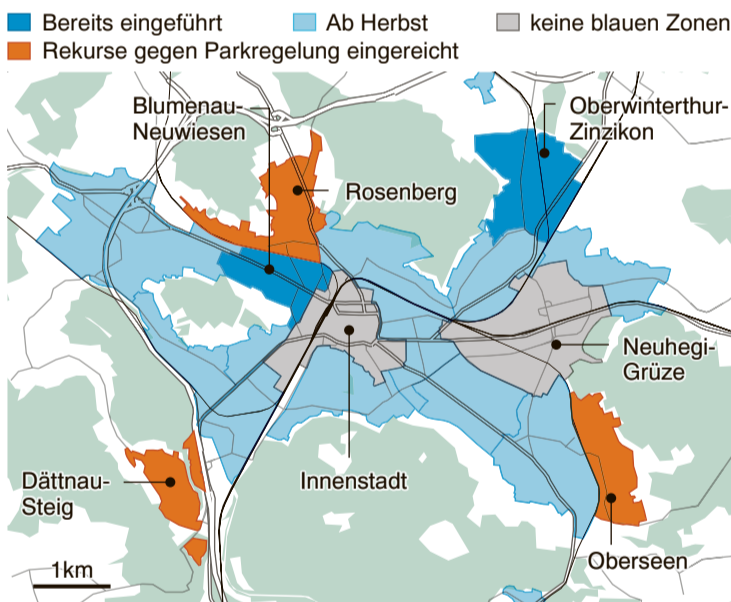 Bereits eingeführt
Ab Herbst
keine blauen Zonen
Rekurse gegen Parkregelung eingereicht
Blumenau-
Neuwiesen
Oberwinterthur-
Zinzikon
Rosenberg
Neuhegi-
Grüze
Dättnau-
Steig
Innenstadt
Oberseen
1km